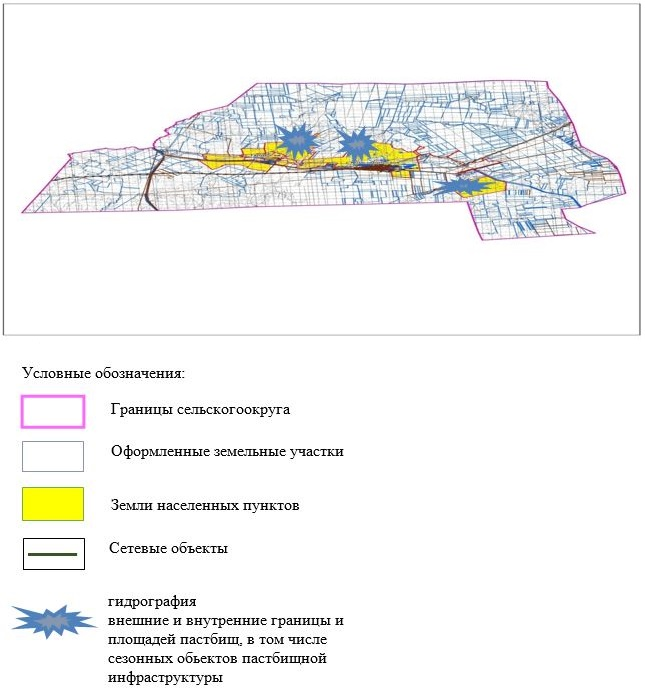 Условные обозначения:
Границы сельскогоокруга
Оформленные земельные участки
Земли населенных пунктов
Сетевые объекты
гидрография
внешние и внутренние границы и
площадей пастбищ, в том числе
сезонных обьектов пастбищной
инфраструктуры